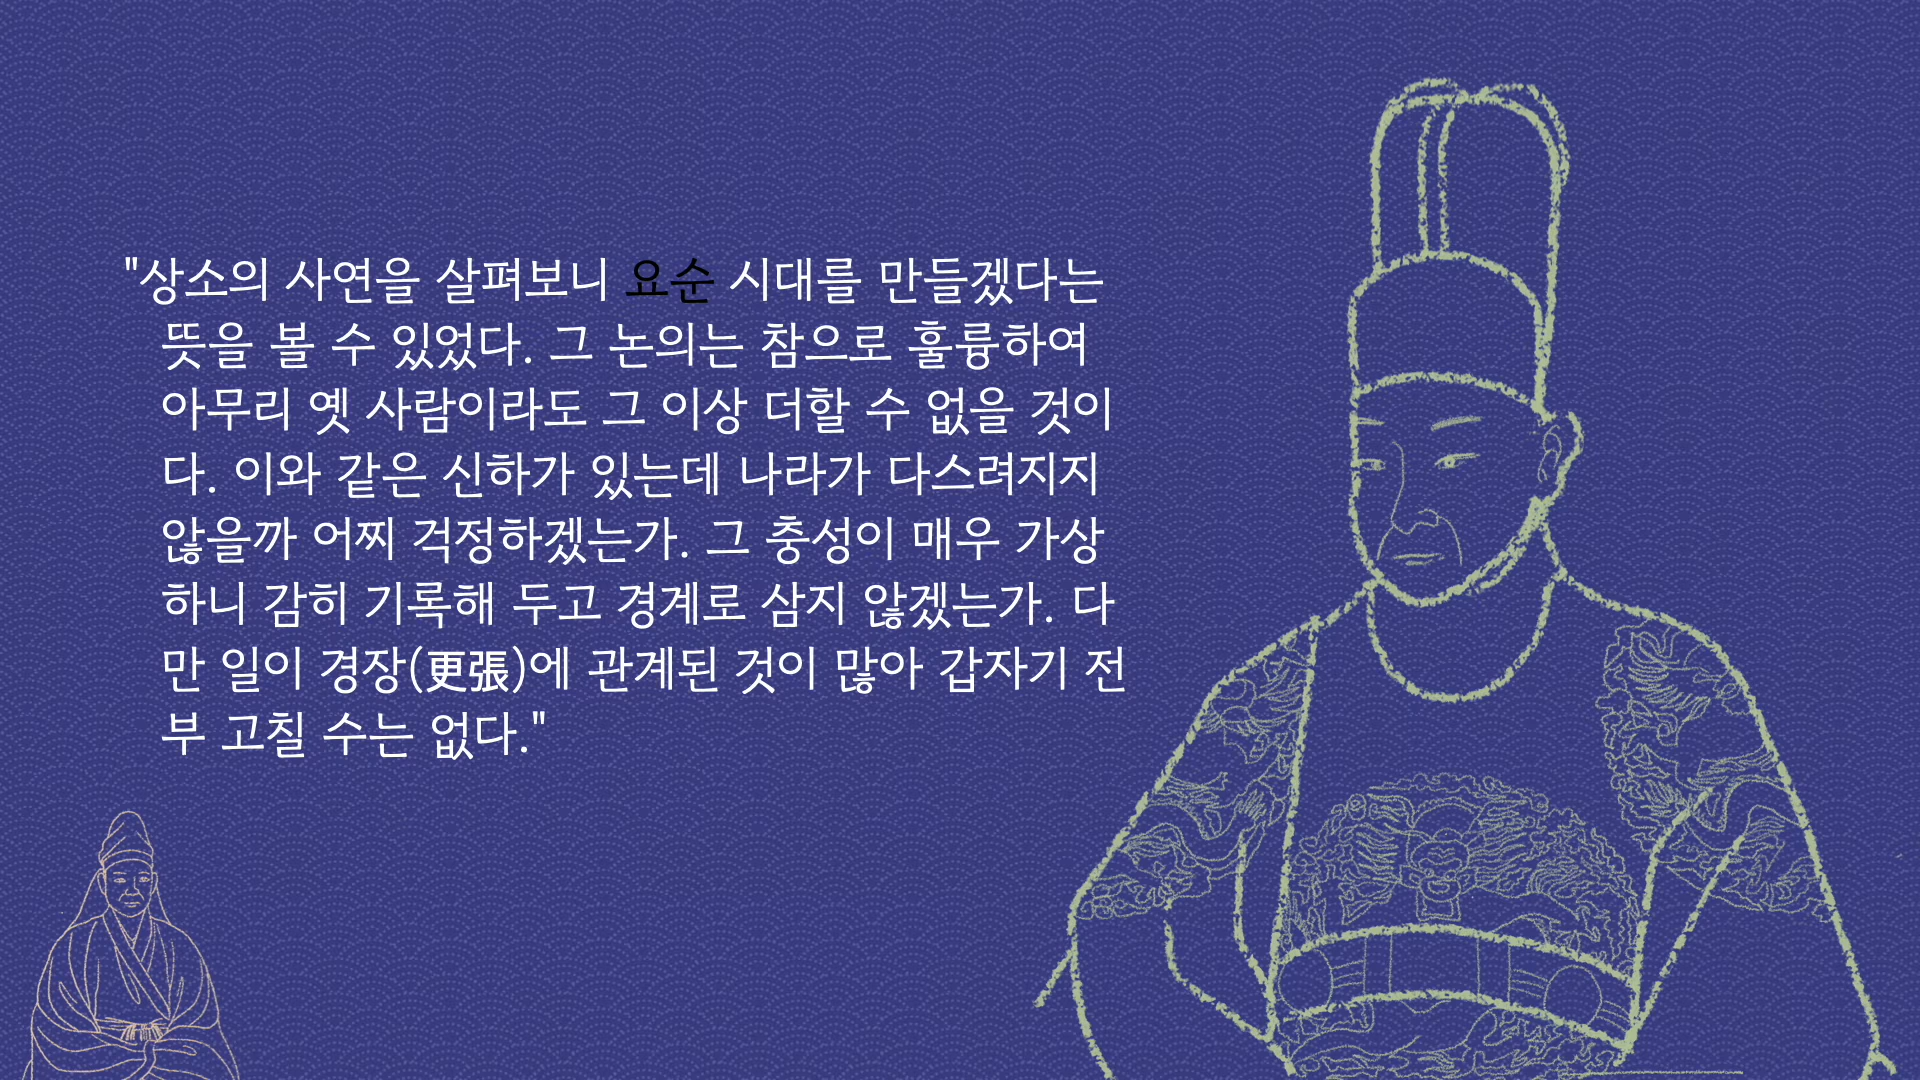 "상소의 사연을 살펴보니 요순 시대를 만들겠다는
뜻을 볼 수 있었다. 그 논의는 참으로 훌륭하여
아무리 옛 사람이라도 그 이상 더할 수 없을 것이
다. 이와 같은 신하가 있는데 나라가 다스려지지
않을까 어찌 걱정하겠는가. 그 충성이 매우 가상
하니 감히 기록해 두고 경계로 삼지 않겠는가. 다
만 일이 경장(更張)에 관계된 것이 많아 갑자기 전
부 고칠 수는 없다."